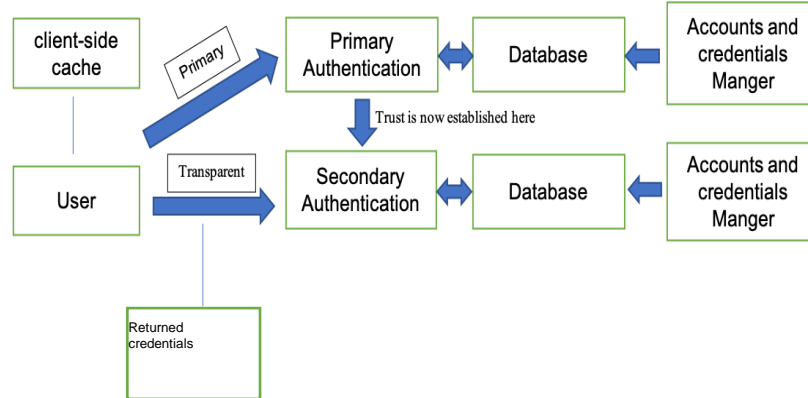 client-side
cache
Primary
Primary
Authentication
Database
Accounts and
credentials
Manger
Trust is now established here
User
Transparent
Secondary
Authentication
Database
Accounts and
credentials
Manger
Returned
credentials